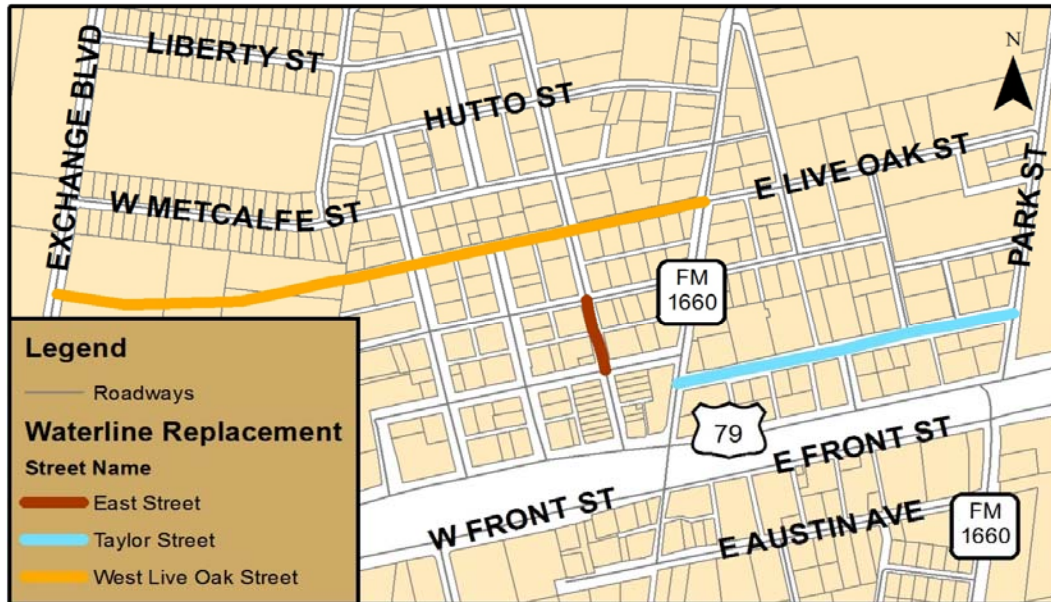 LIBERTY ST
EXCHANGE BLVD
HUTTO ST
N
W METCALFE ST
E LIVE OAK ST
PARK ST
FM
1660
79
E FRONT ST
W FRONT ST
E AUSTIN AVE
FM
1660
Legend
Roadways
Waterline Replacement
Street Name
East Street
Taylor Street
West Live Oak Street